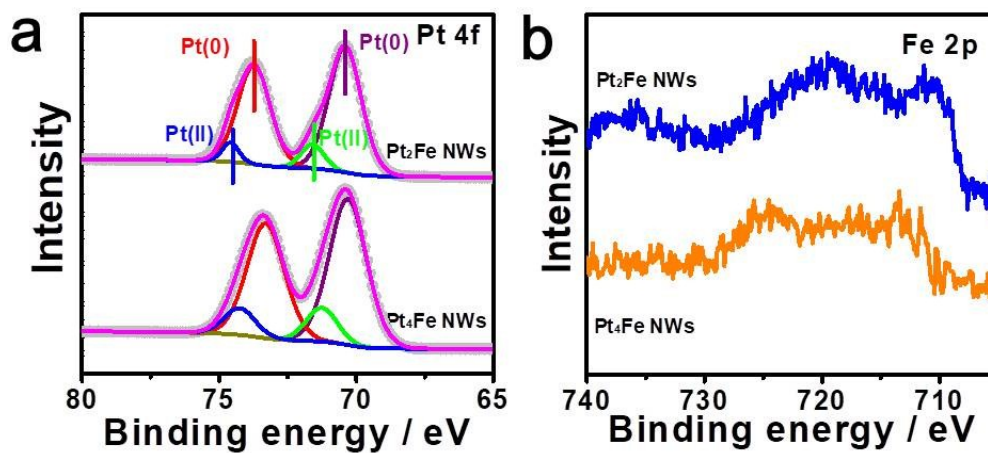 a
Pt 4f
Pt(0)
Pt(0)
Pt(II)
Pt(II)
Pt₂Fe NWs
Pt₄Fe NWs
Intensity
80 75 70 65
Binding energy / eV
b
Fe 2p
Pt₂Fe NWs
Pt₄Fe NWs
Intensity
740 730 720 710
Binding energy / eV